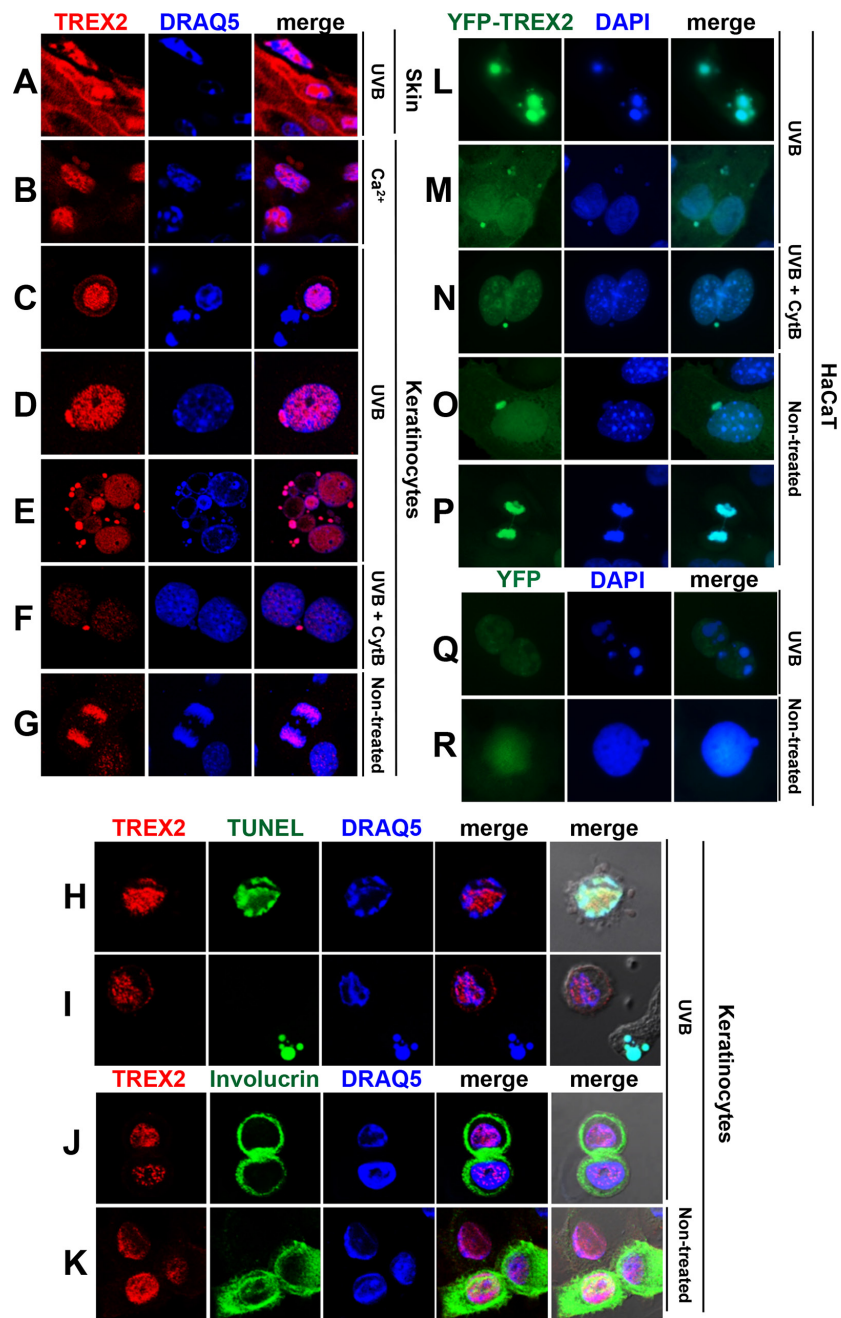 TREX2 DRAQ5 merge
A
UVB
Skin
B
Ca2+
C
D
UVB
E
F
UVB + CytB
G
Non-treated
Keratinocytes
YFP-TREX2 DAPI merge
L
UVB
M
N
UVB + CytB
O
Non-treated
P
YFP DAPI merge
Q
UVB
R
Non-treated
HaCaT
TREX2 TUNEL DRAQ5 merge merge
H
I
UVB
TREX2 Involucrin DRAQ5 merge merge
J
K
Non-treated
Keratinocytes